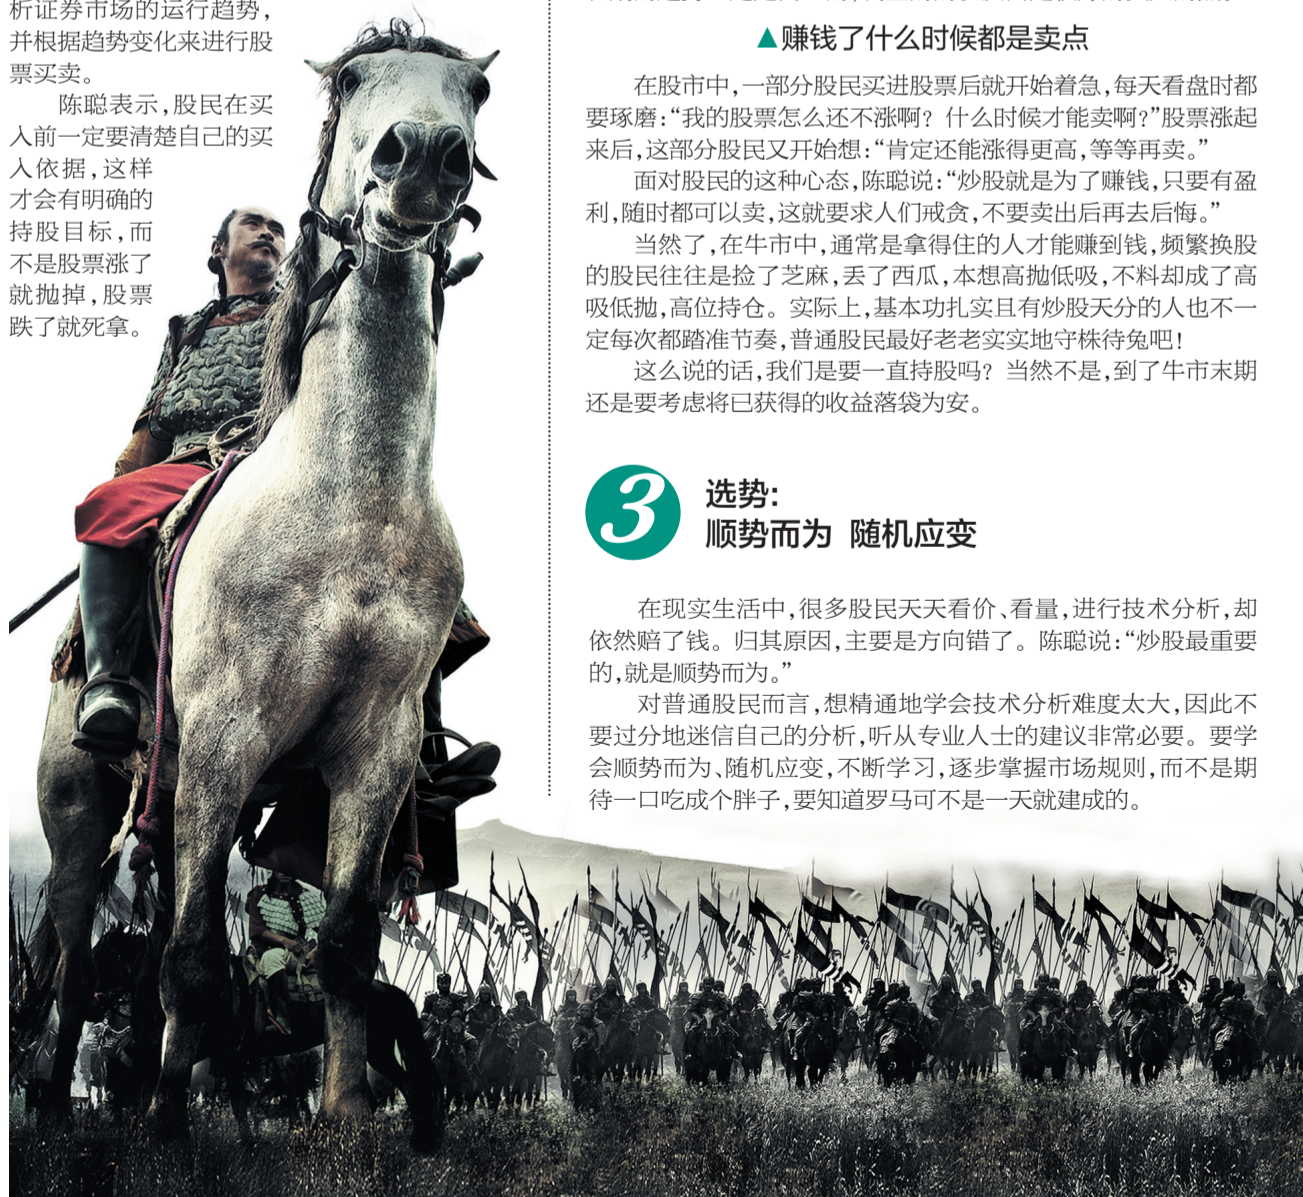 析证券市场的运行趋势，
并根据趋势变化来进行股
票买卖。
陈聪表示，股民在买
入前一定要清楚自己的买
入依据，这样
才会有明确的
持股目标，而
不是股票涨了
就抛掉，股票
跌了就死拿。
▲赚钱了什么时候都是卖点
在股市中，一部分股民买进股票后就开始着急，每天看盘时都
要琢磨：“我的股票怎么还不涨啊？什么时候才能卖啊？”股票涨起
来后，这部分股民又开始想：“肯定还能涨得更高，等等再卖。”
面对股民的这种心态，陈聪说：“炒股就是为了赚钱，只要有盈
利，随时都可以卖，这就要求人们戒贪，不要卖出后再去后悔。”
当然了，在牛市中，通常是拿得住的人才能赚到钱，频繁换股
的股民往往是捡了芝麻，丢了西瓜，本想高抛低吸，不料却成了高
吸低抛，高位持仓。实际上，基本功扎实且有炒股天分的人也不一
定每次都踏准节奏，普通股民最好老老实实地守株待兔吧！
这么说的话，我们是要一直持股吗？当然不是，到了牛市末期
还是要考虑将已获得的收益落袋为安。
3
选势：
顺势而为 随机应变
在现实生活中，很多股民天天看价、看量，进行技术分析，却
依然赔了钱。归其原因，主要是方向错了。陈聪说：“炒股最重要
的，就是顺势而为。”
对普通股民而言，想精通地学会技术分析难度太大，因此不
要过分地迷信自己的分析，听从专业人士的建议非常必要。要学
会顺势而为、随机应变，不断学习，逐步掌握市场规则，而不是期
待一口吃成个胖子，要知道罗马可不是一天就建成的。